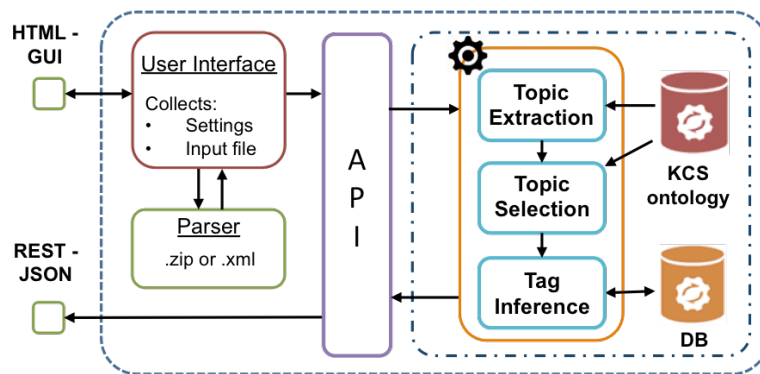 HTML -
GUI
User Interface
Collects:
• Settings
• Input file
Parser
.zip or .xml
REST -
JSON
A
P
I
Topic
Extraction
Topic
Selection
Tag
Inference
KCS
ontology
DB